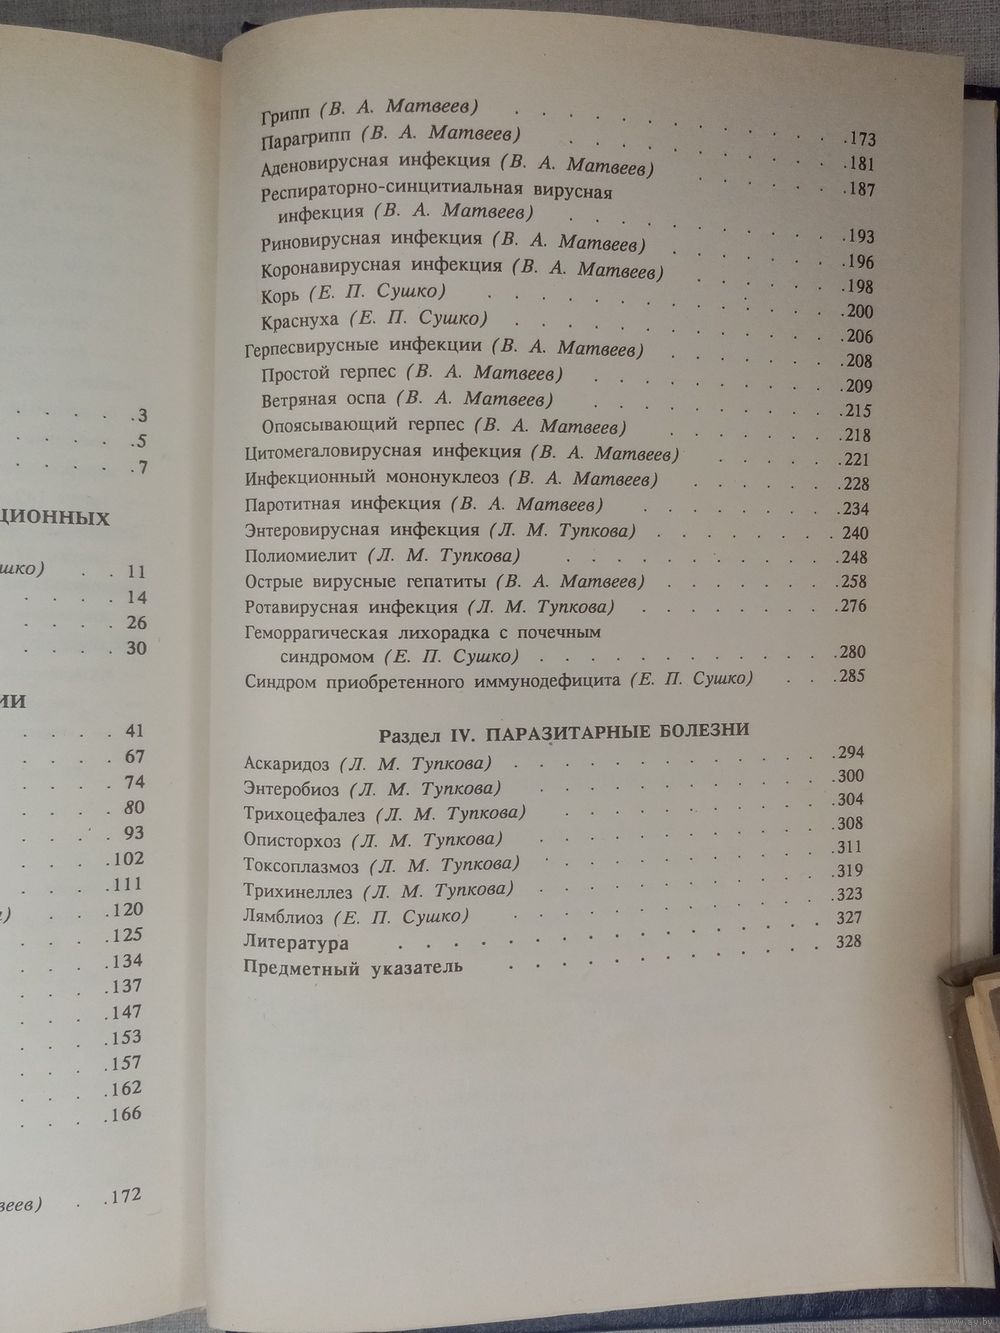 . . . . . 3
. . . . . 5
. . . . . 7
ЦИОННЫХ
ушко) . . 11
. . . . 14
. . . . 26
. . . . 30
ИИ
. . . . 41
. . . . 67
. . . . 74
. . . . 80
. . . . 93
. . . . 102
. . . . 111
а) . . . 120
. . . . 125
. . . . 134
. . . . 137
. . . . 147
. . . . 153
. . . . 157
. . . . 162
. . . . 166
веев) . . 172
Грипп (В. А. Матвеев) . . . . . . . . . . . . . 173
Парагрипп (В. А. Матвеев) . . . . . . . . . . . 181
Аденовирусная инфекция (В. А. Матвеев) . . . . . . 187
Респираторно-синцитиальная вирусная
инфекция (В. А. Матвеев) . . . . . . . . . . . 193
Риновирусная инфекция (В. А. Матвеев) . . . . . . . 196
Коронавирусная инфекция (В. А. Матвеев) . . . . . . 198
Корь (Е. П. Сушко) . . . . . . . . . . . . . . 200
Краснуха (Е. П. Сушко) . . . . . . . . . . . . . 206
Герпесвирусные инфекции (В. А. Матвеев) . . . . . . . 208
Простой герпес (В. А. Матвеев) . . . . . . . . . . 209
Ветряная оспа (В. А. Матвеев) . . . . . . . . . . 215
Опоясывающий герпес (В. А. Матвеев) . . . . . . . 218
Цитомегаловирусная инфекция (В. А. Матвеев) . . . . . 221
Инфекционный мононуклеоз (В. А. Матвеев) . . . . . . 228
Паротитная инфекция (В. А. Матвеев) . . . . . . . . 234
Энтеровирусная инфекция (Л. М. Тупкова) . . . . . . . 240
Полиомиелит (Л. М. Тупкова) . . . . . . . . . . . 248
Острые вирусные гепатиты (В. А. Матвеев) . . . . . . . 258
Ротавирусная инфекция (Л. М. Тупкова) . . . . . . . . 276
Геморрагическая лихорадка с почечным
синдромом (Е. П. Сушко) . . . . . . . . . . . . 280
Синдром приобретенного иммунодефицита (Е. П. Сушко) . . . 285
Раздел IV. ПАРАЗИТАРНЫЕ БОЛЕЗНИ
Аскаридоз (Л. М. Тупкова) . . . . . . . . . . . . 294
Энтеробиоз (Л. М. Тупкова) . . . . . . . . . . . . 300
Трихоцефалез (Л. М. Тупкова) . . . . . . . . . . . 304
Описторхоз (Л. М. Тупкова) . . . . . . . . . . . . 308
Токсоплазмоз (Л. М. Тупкова) . . . . . . . . . . . 311
Трихинеллез (Л. М. Тупкова) . . . . . . . . . . . . 319
Лямблиоз (Е. П. Сушко) . . . . . . . . . . . . . 323
Литература . . . . . . . . . . . . . . . . 327
Предметный указатель . . . . . . . . . . . . 328
www.ay.by